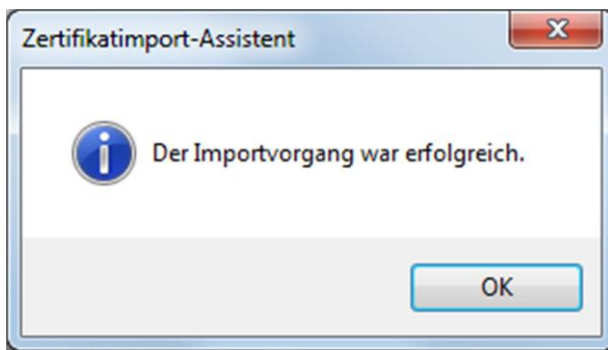 Zertifikatimport-Assistent
Der Importvorgang war erfolgreich.
OK